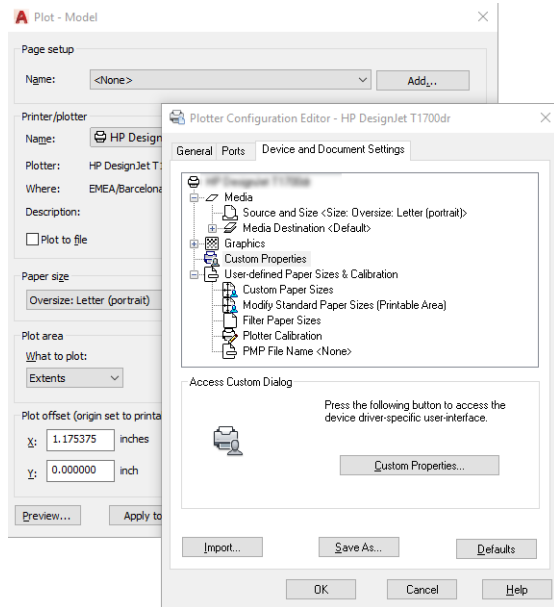 Plot - Model
Page setup
Name:
<None>
Add...
Printer/plotter
Name:
HP Design
Plotter:
HP DesignJet T1
Where:
EMEA/Barcelona
Description:
Plot to file
Paper size
Oversize: Letter (portrait)
Plot area
What to plot:
Extents
Plot offset (origin set to printa
X:
1.175375
inches
Y:
0.000000
inch
Preview...
Apply to
Plotter Configuration Editor - HP DesignJet T1700dr
General
Ports
Device and Document Settings
Media
Source and Size <Size: Oversize: Letter (portrait)>
Media Destination <Default>
Graphics
Custom Properties
User-defined Paper Sizes & Calibration
Custom Paper Sizes
Modify Standard Paper Sizes (Printable Area)
Filter Paper Sizes
Plotter Calibration
PMP File Name <None>
Access Custom Dialog
Press the following button to access the
device driver-specific user-interface.
Custom Properties...
Import...
Save As...
Defaults
OK
Cancel
Help